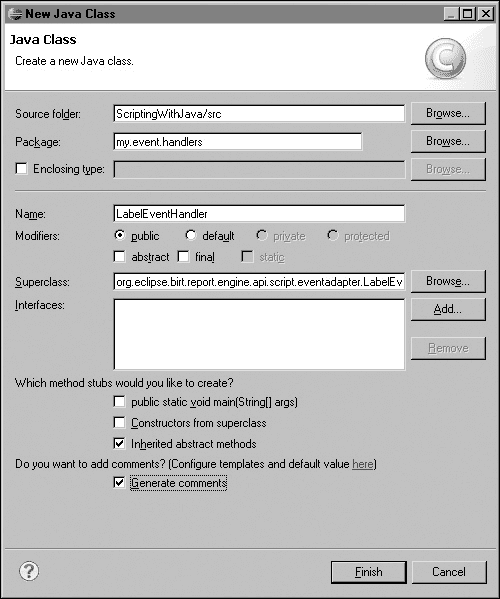 New Java Class
Java Class
Create a new Java class.
C
Source folder: ScriptingWithJava/src Browse...
Package: my.event.handlers Browse...
Enclosing type: Browse...
Name: LabelEventHandler
Modifiers: public default private protected
abstract final static
Superclass: org.eclipse.birt.report.engine.api.script.eventadapter.LabelEv Browse...
Interfaces: Add...
Remove
Which method stubs would you like to create?
public static void main(String[] args)
Constructors from superclass
Inherited abstract methods
Do you want to add comments? (Configure templates and default value here)
Generate comments
? Finish Cancel